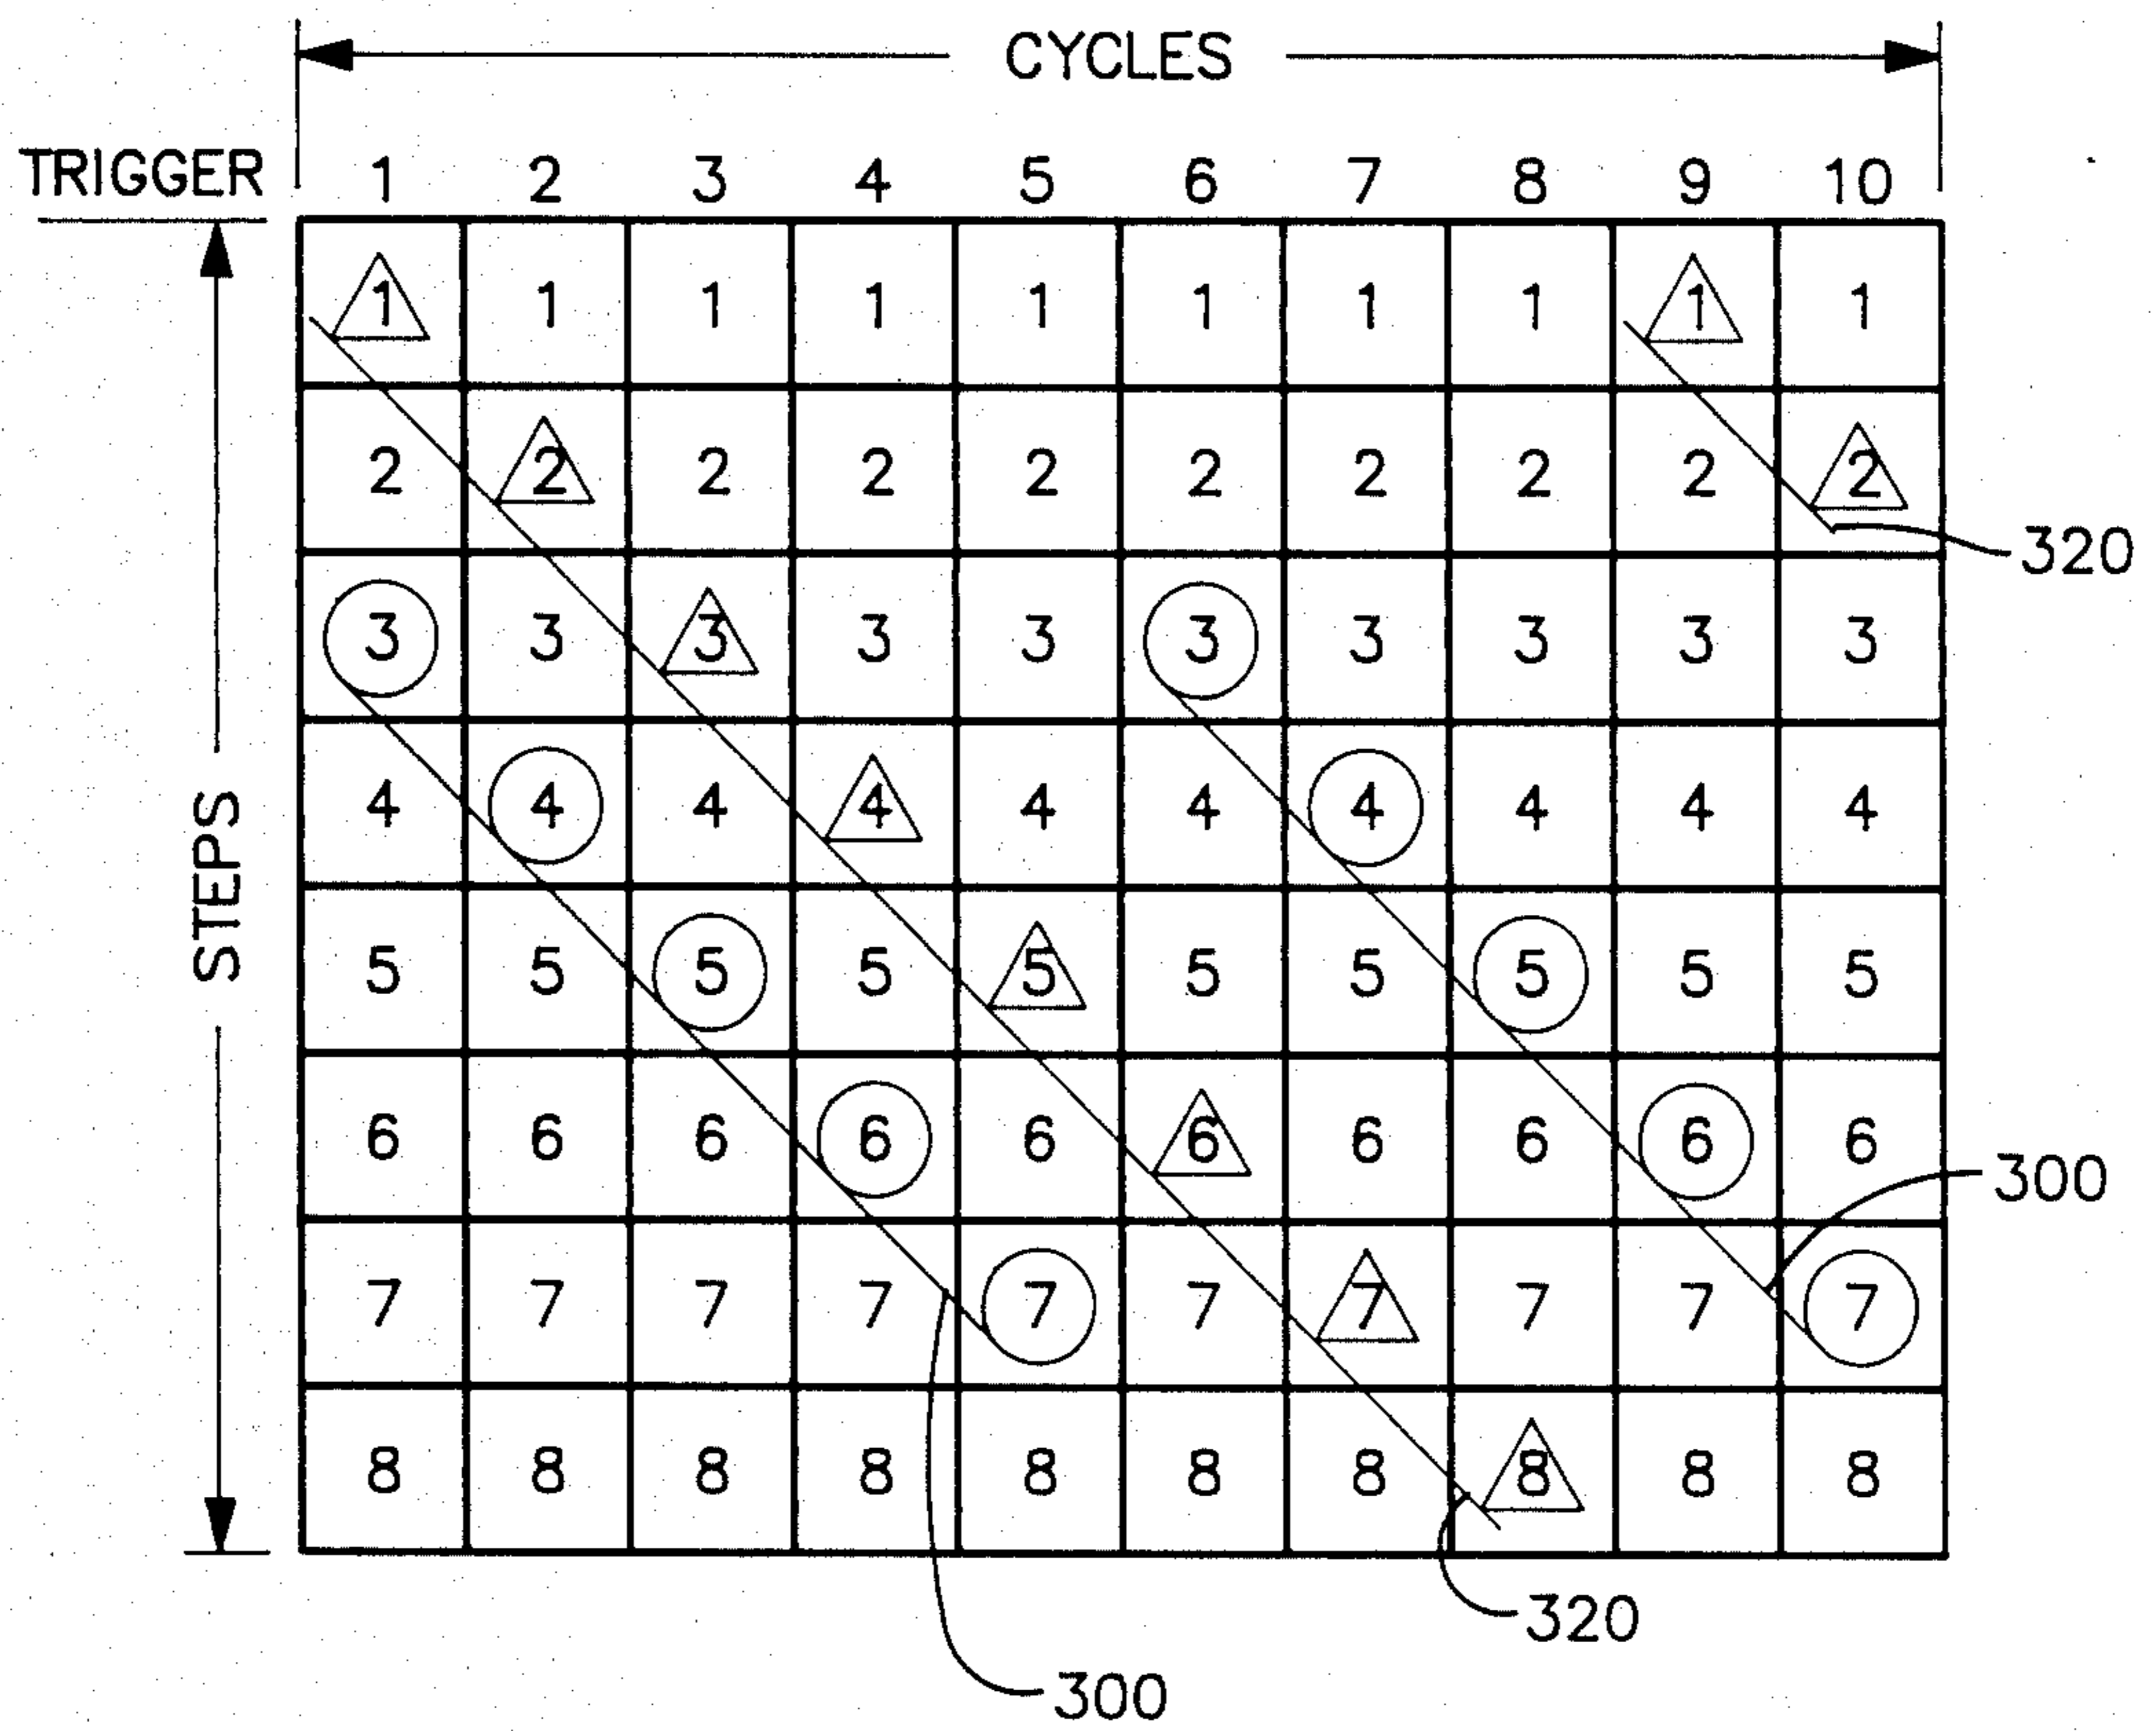 CYCLES
TRIGGER 1 2 3 4 5 6 7 8 9 10
1 1 1 1 1 1 1 1 1 1
2 2 2 2 2 2 2 2 2 2
320
3 3 3 3 3 3 3 3 3 3
4 4 4 4 4 4 4 4 4 4
STEPS
5 5 5 5 5 5 5 5 5 5
6 6 6 6 6 6 6 6 6 6
300
7 7 7 7 7 7 7 7 7 7
8 8 8 8 8 8 8 8 8 8
320
300